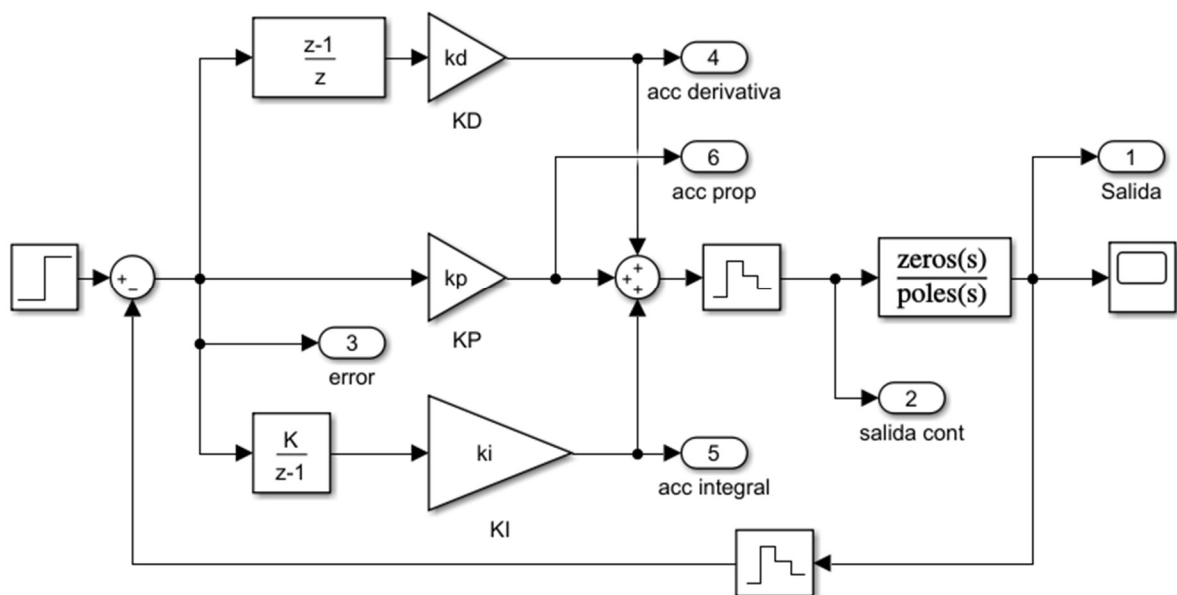 z-1
z
kd
KD
4
acc derivativa
6
acc prop
1
Salida
+
−
kp
KP
+
+
+
zeros(s)
poles(s)
3
error
2
salida cont
K
z-1
ki
KI
5
acc integral